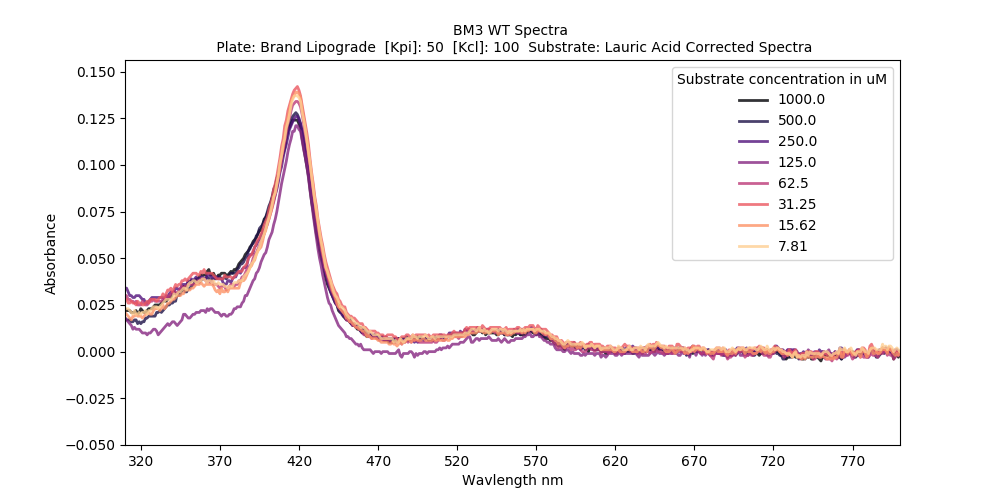 BM3 WT Spectra
Plate: Brand Lipograde [Kpi]: 50 [Kcl]: 100 Substrate: Lauric Acid Corrected Spectra
Absorbance
0.150
0.125
0.100
0.075
0.050
0.025
0.000
−0.025
−0.050
Substrate concentration in uM
1000.0
500.0
250.0
125.0
62.5
31.25
15.62
7.81
320 370 420 470 520 570 620 670 720 770
Wavlength nm